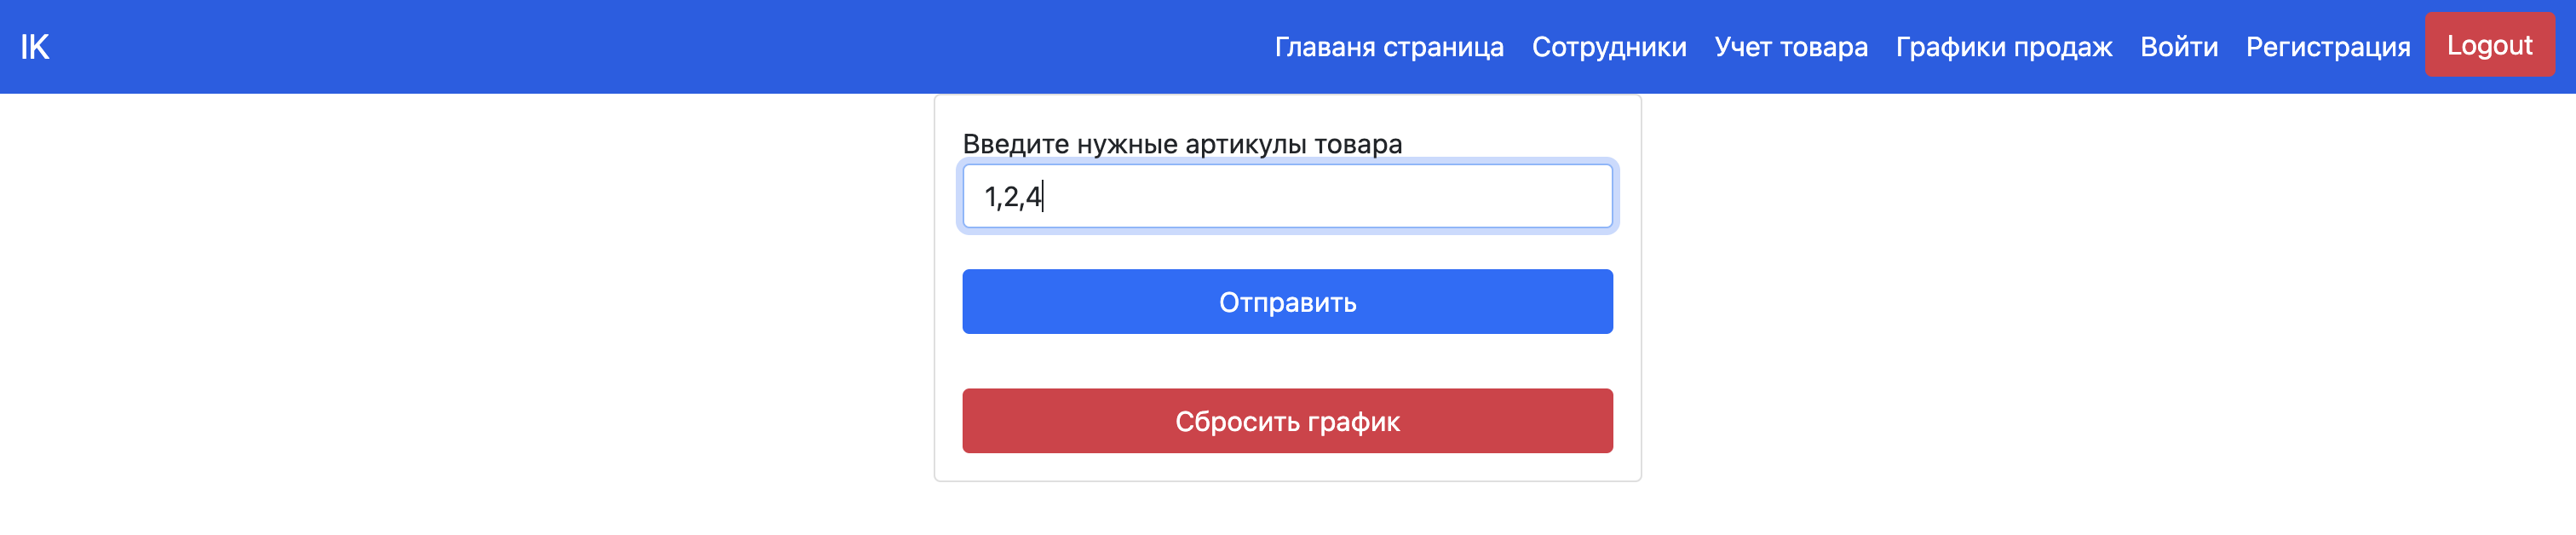 IK
Главаня страница
Сотрудники
Учет товара
Графики продаж
Войти
Регистрация
Logout
Введите нужные артикулы товара
1,2,4
Отправить
Сбросить график